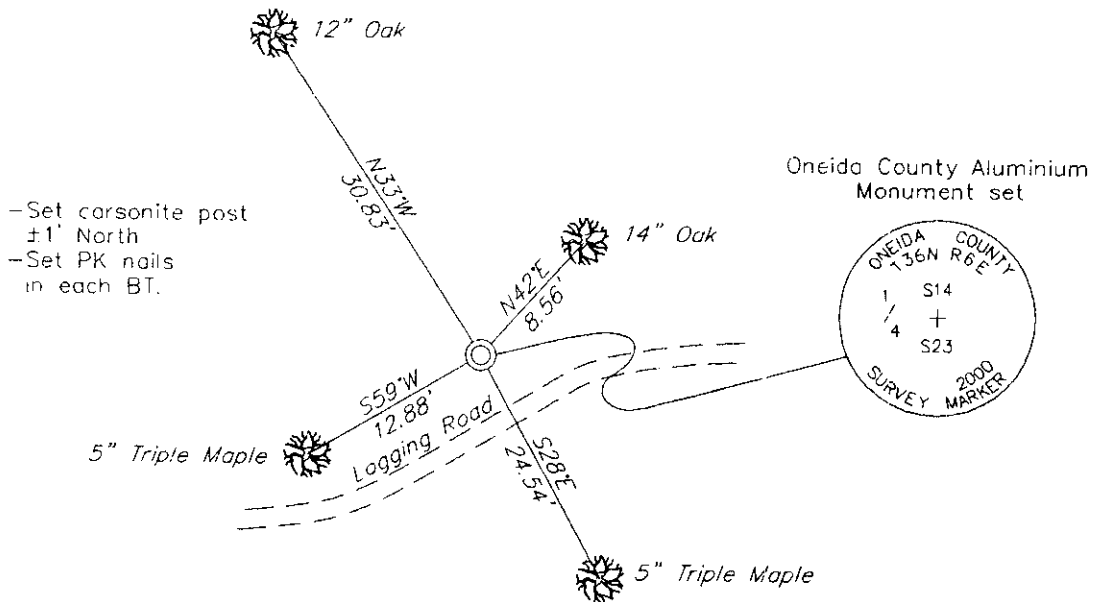 12" Oak
N33°W
30.83'
-Set carsonite post
±1' North
-Set PK nails
in each BT.
14" Oak
N42°E
8.56'
Oneida County Aluminium
Monument set
ONEIDA COUNTY
T36N R6E
S14
1/4
S23
2000
SURVEY MARKER
S59°W
12.88'
5" Triple Maple
Logging Road
S28°E
24.54'
5" Triple Maple